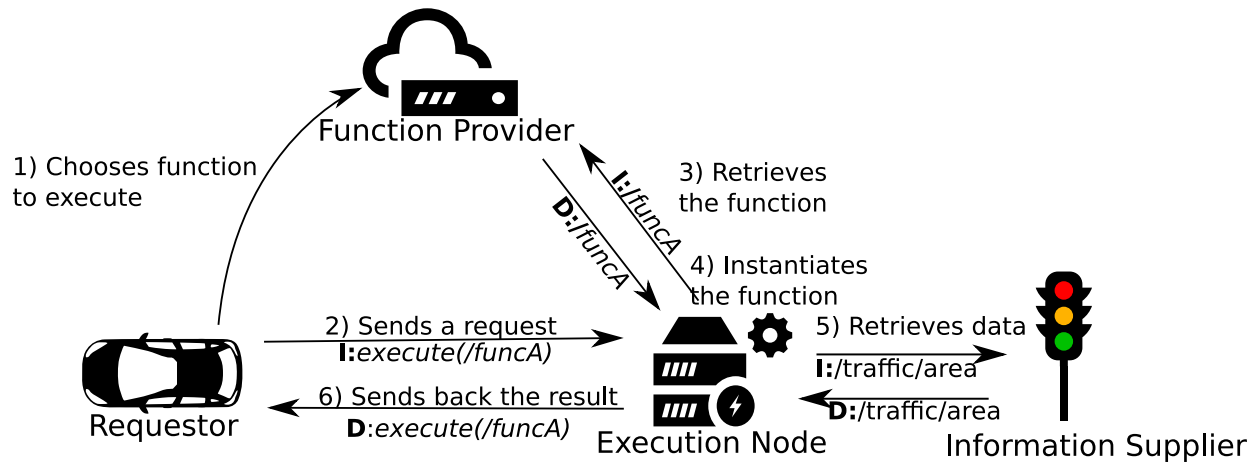 Function Provider
1) Chooses function
to execute
3) Retrieves
the function
I:/funcA
D:/funcA
4) Instantiates
the function
2) Sends a request
I:execute(/funcA)
5) Retrieves data
I:/traffic/area
6) Sends back the result
D:execute(/funcA)
D:/traffic/area
Requestor
Execution Node
Information Supplier